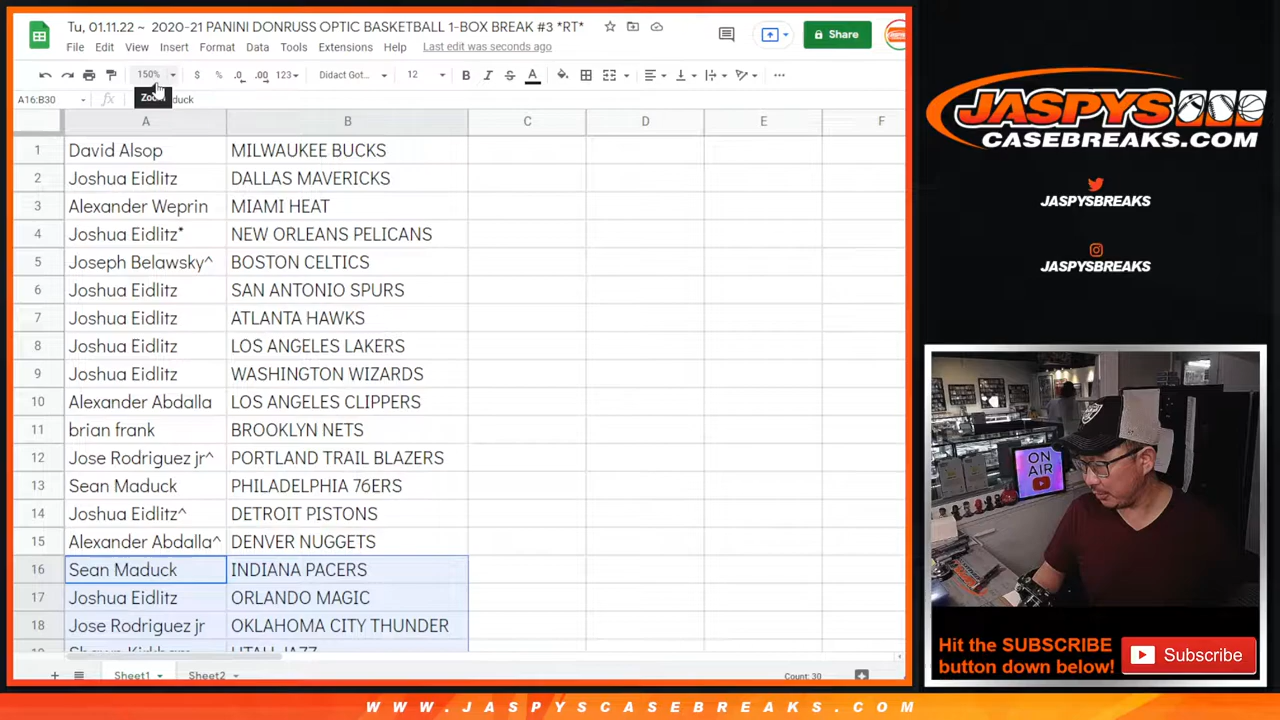 Tu, 01.11.22 ~ 2020-21 PANINI DONRUSS OPTIC BASKETBALL 1-BOX BREAK #3 *RT*
File Edit View Insert Format Data Tools Extensions Help Last edit was seconds ago
Share
150% $ % .0 .00 123 Didact Got... 12 B I S A
A16:B30 fx duck
A B C D E F
1 David Alsop MILWAUKEE BUCKS
2 Joshua Eidlitz DALLAS MAVERICKS
3 Alexander Weprin MIAMI HEAT
4 Joshua Eidlitz* NEW ORLEANS PELICANS
5 Joseph Belawsky^ BOSTON CELTICS
6 Joshua Eidlitz SAN ANTONIO SPURS
7 Joshua Eidlitz ATLANTA HAWKS
8 Joshua Eidlitz LOS ANGELES LAKERS
9 Joshua Eidlitz WASHINGTON WIZARDS
10 Alexander Abdalla LOS ANGELES CLIPPERS
11 brian frank BROOKLYN NETS
12 Jose Rodriguez jr^ PORTLAND TRAIL BLAZERS
13 Sean Maduck PHILADELPHIA 76ERS
14 Joshua Eidlitz^ DETROIT PISTONS
15 Alexander Abdalla^ DENVER NUGGETS
16 Sean Maduck INDIANA PACERS
17 Joshua Eidlitz ORLANDO MAGIC
18 Jose Rodriguez jr OKLAHOMA CITY THUNDER
Sheet1 Sheet2 Count: 30
JASPYS
CASEBREAKS.COM
JASPYSBREAKS
JASPYSBREAKS
ON
AIR
Hit the SUBSCRIBE
button down below!
Subscribe
WWW.JASPYSCASEBREAKS.COM